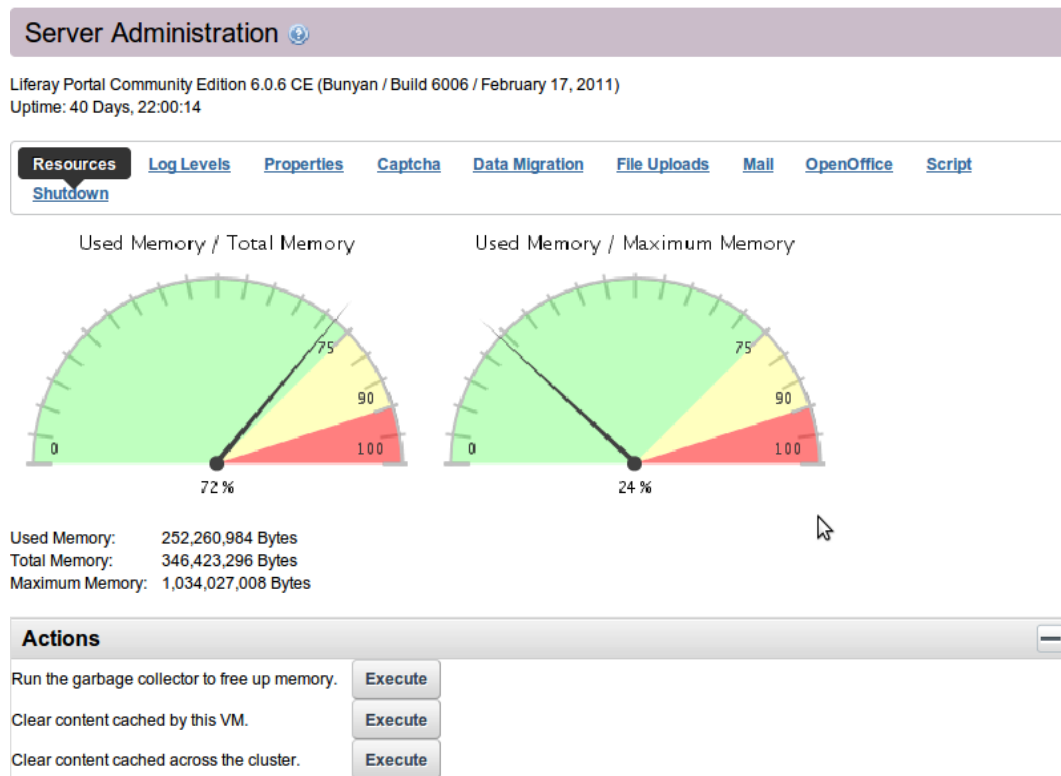 Server Administration
Liferay Portal Community Edition 6.0.6 CE (Bunyan / Build 6006 / February 17, 2011)
Uptime: 40 Days, 22:00:14
Resources Log Levels Properties Captcha Data Migration File Uploads Mail OpenOffice Script
Shutdown
Used Memory / Total Memory Used Memory / Maximum Memory
75 75
90 90
0 100 0 100
72 % 24 %
Used Memory: 252,260,984 Bytes
Total Memory: 346,423,296 Bytes
Maximum Memory: 1,034,027,008 Bytes
Actions
Run the garbage collector to free up memory. Execute
Clear content cached by this VM. Execute
Clear content cached across the cluster. Execute